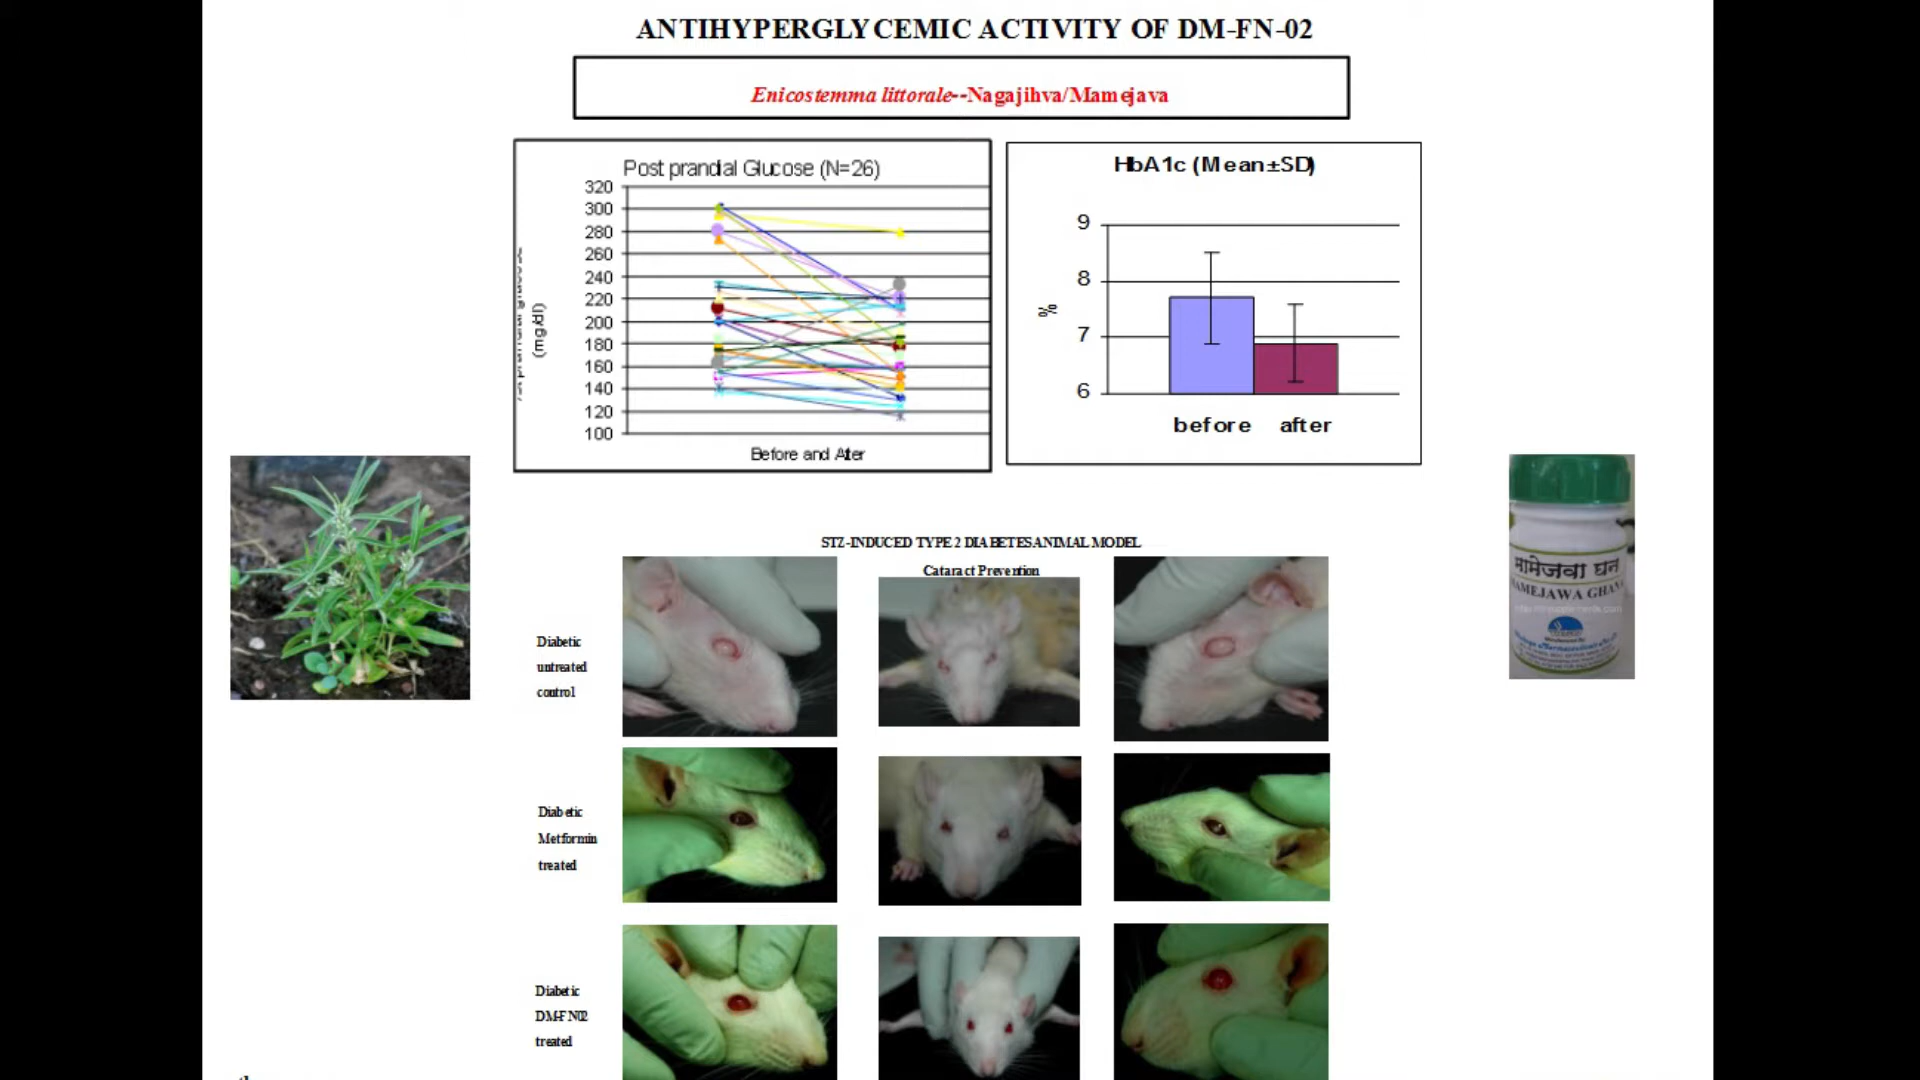 ANTIHYPERGLYCEMIC ACTIVITY OF DM-FN-02
Enicostemma littorale--Nagajihva/Mamejava
Post prandial Glucose (N=26)
320
300
280
260
240
220
200
180
160
140
120
100
(mg/dl)
Before and After
HbA1c (Mean±SD)
9
8
7
6
%
before after
STZ-INDUCED TYPE 2 DIABETES ANIMAL MODEL
Cataract Prevention
Diabetic
untreated
control
Diabetic
Metformin
treated
Diabetic
DM-FN02
treated
मामेजवा घन
MAMEJAWA GHAN